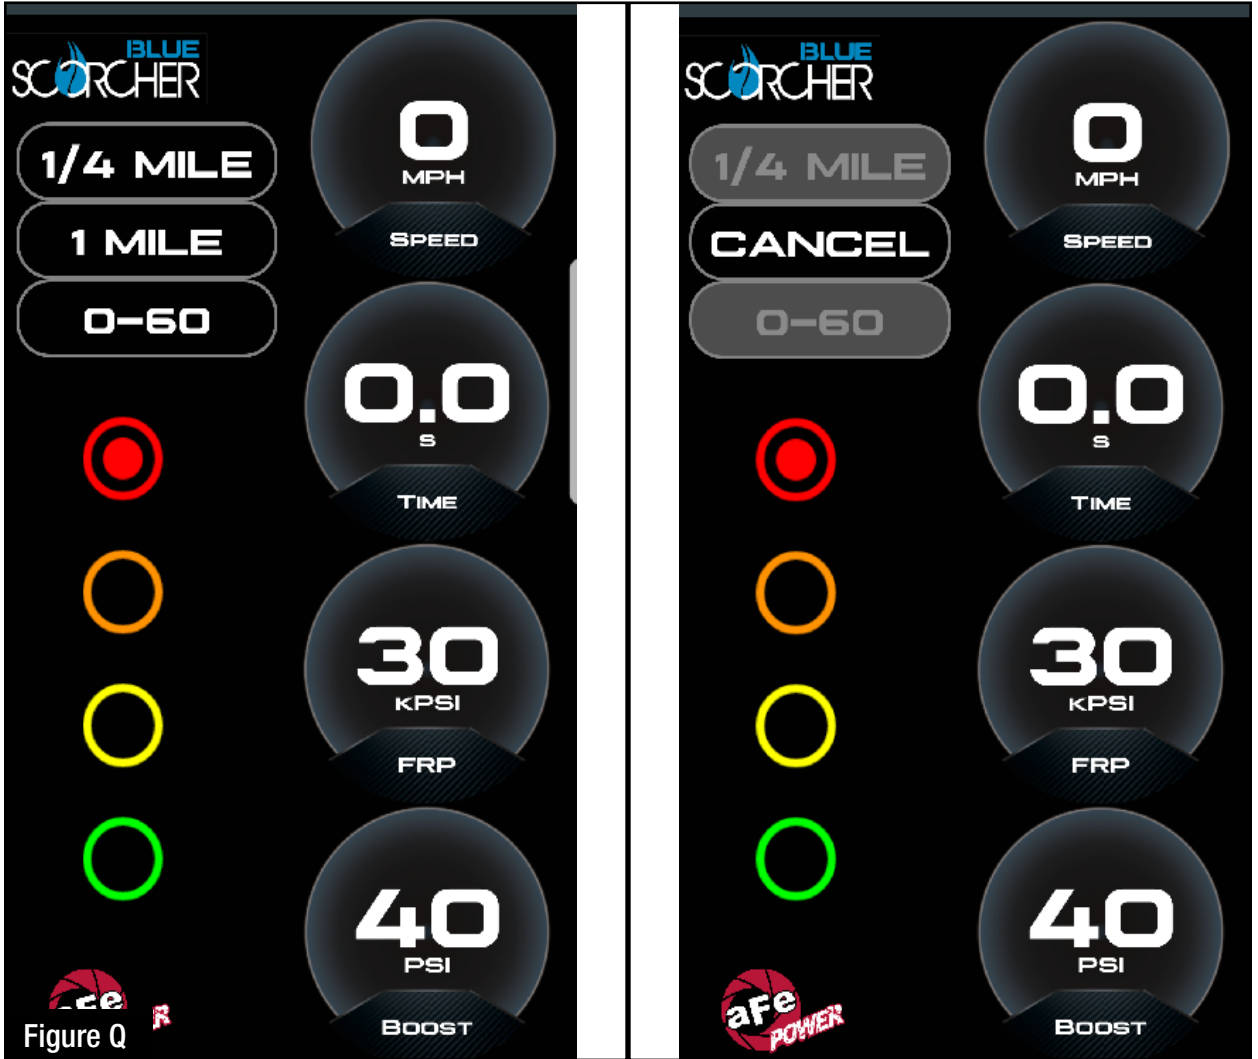 BLUE
SCORCHER
1/4 MILE
1 MILE
0-60
0
MPH
SPEED
0.0
S
TIME
30
KPSI
FRP
40
PSI
BOOST
aFe
R
Figure Q
BLUE
SCORCHER
1/4 MILE
CANCEL
0-60
0
MPH
SPEED
0.0
S
TIME
30
KPSI
FRP
40
PSI
BOOST
aFe
POWER